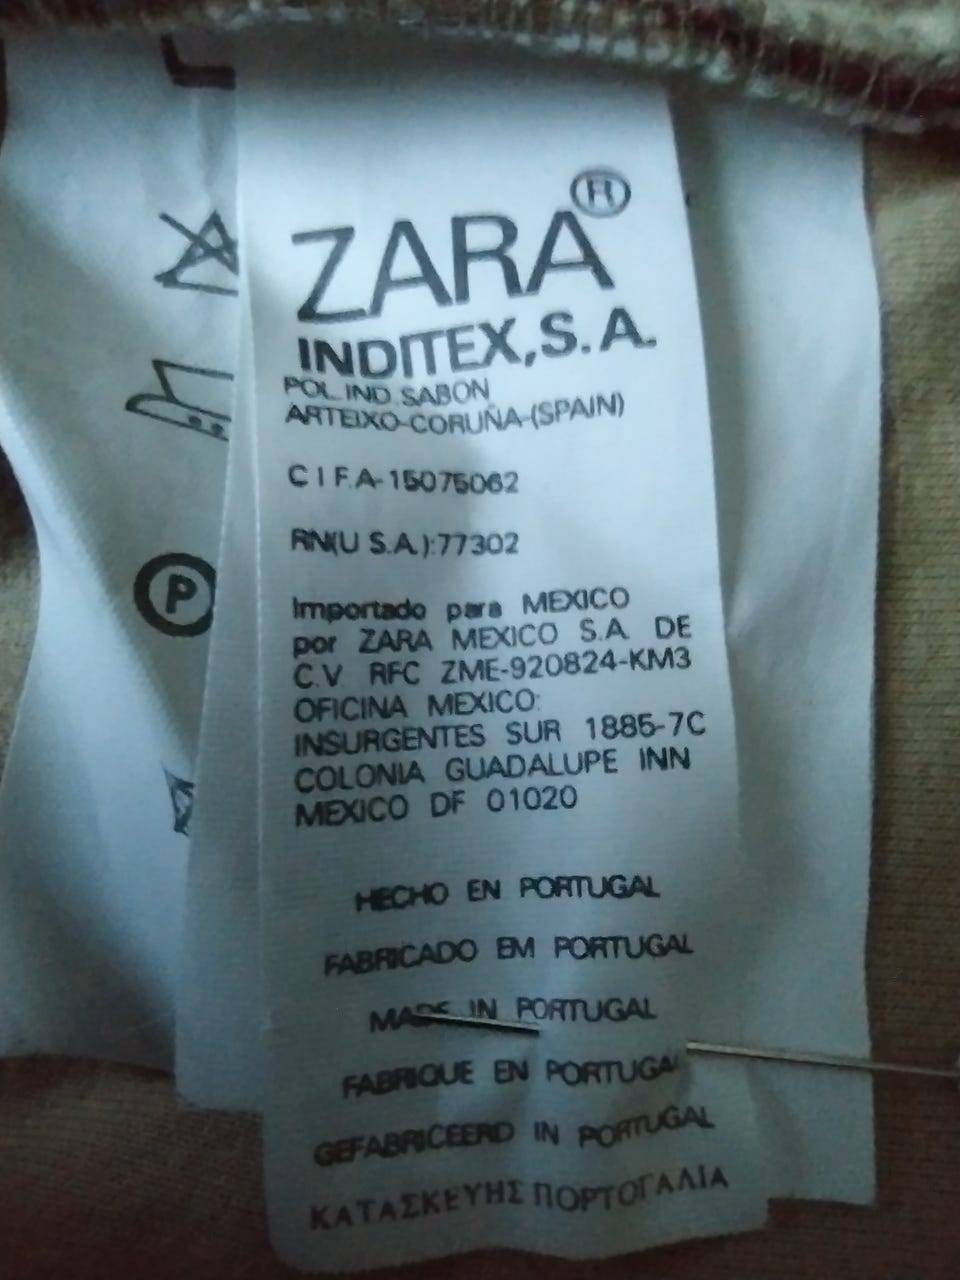 ZARA®
INDITEX,S.A.
POL.IND.SABON
ARTEIXO-CORUÑA-(SPAIN)
C I F.A-15075062
RN(U S.A.):77302
Importado para MEXICO
por ZARA MEXICO S.A. DE
C.V RFC ZME-920824-KM3
OFICINA MEXICO:
INSURGENTES SUR 1885-7C
COLONIA GUADALUPE INN
MEXICO DF 01020
HECHO EN PORTUGAL
FABRICADO EM PORTUGAL
MADE IN PORTUGAL
FABRIQUE EN PORTUGAL
GEFABRICEERD IN PORTUGAL
ΚΑΤΑΣΚΕΥΗΣ ΠΟΡΤΟΓΑΛΙΑ
P